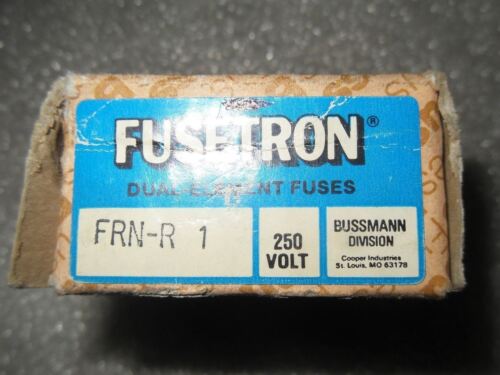 FUSETRON®
DUAL-ELEMENT FUSES
FRN-R 1
250
VOLT
BUSSMANN
DIVISION
Cooper Industries
St. Louis, MO 63178